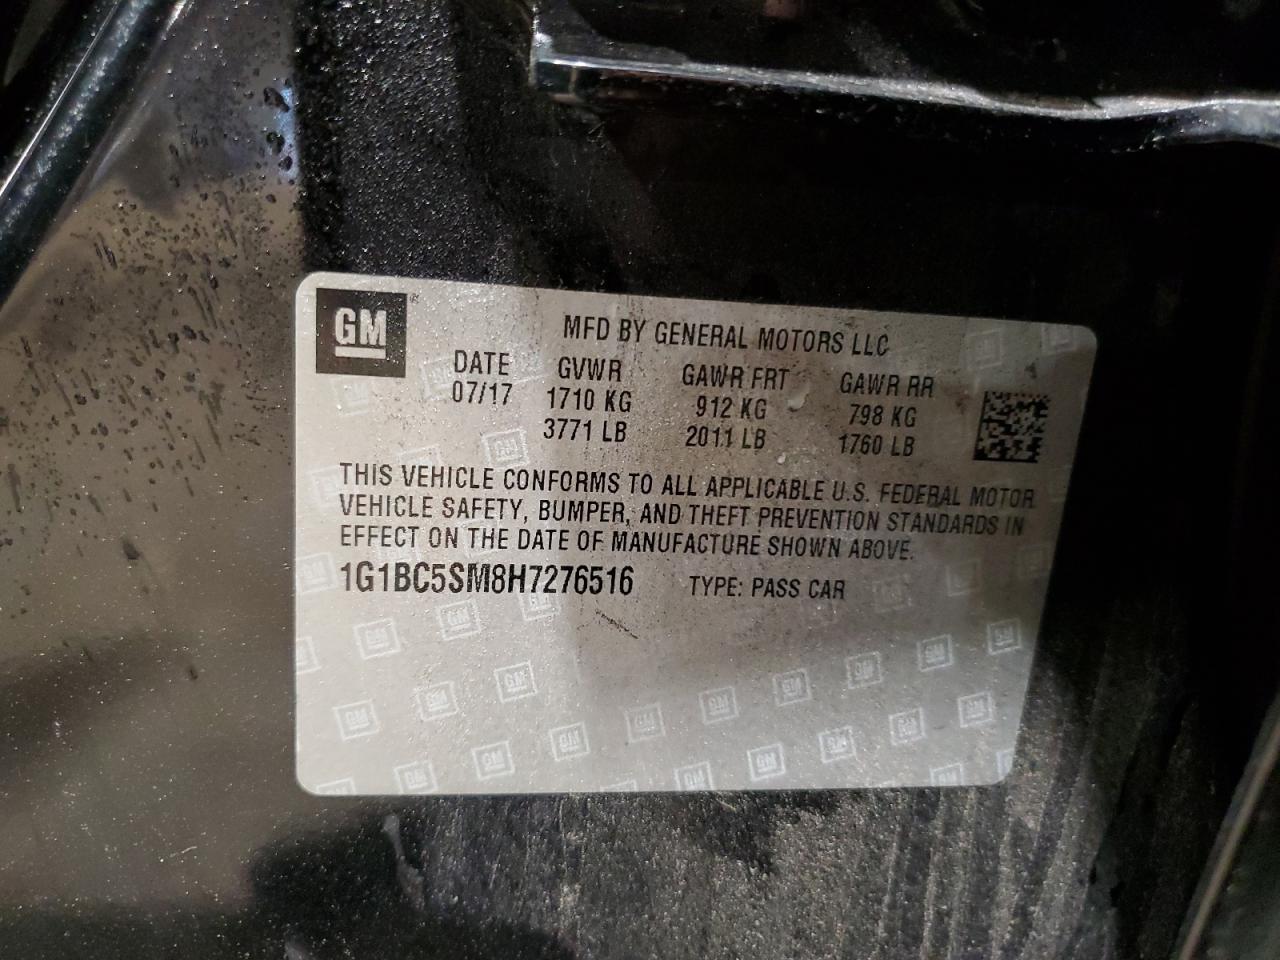 GM
MFD BY GENERAL MOTORS LLC
DATE GVWR GAWR FRT GAWR RR
07/17 1710 KG 912 KG 798 KG
3771 LB 2011 LB 1760 LB
THIS VEHICLE CONFORMS TO ALL APPLICABLE U.S. FEDERAL MOTOR
VEHICLE SAFETY, BUMPER, AND THEFT PREVENTION STANDARDS IN
EFFECT ON THE DATE OF MANUFACTURE SHOWN ABOVE.
1G1BC5SM8H7276516 TYPE: PASS CAR